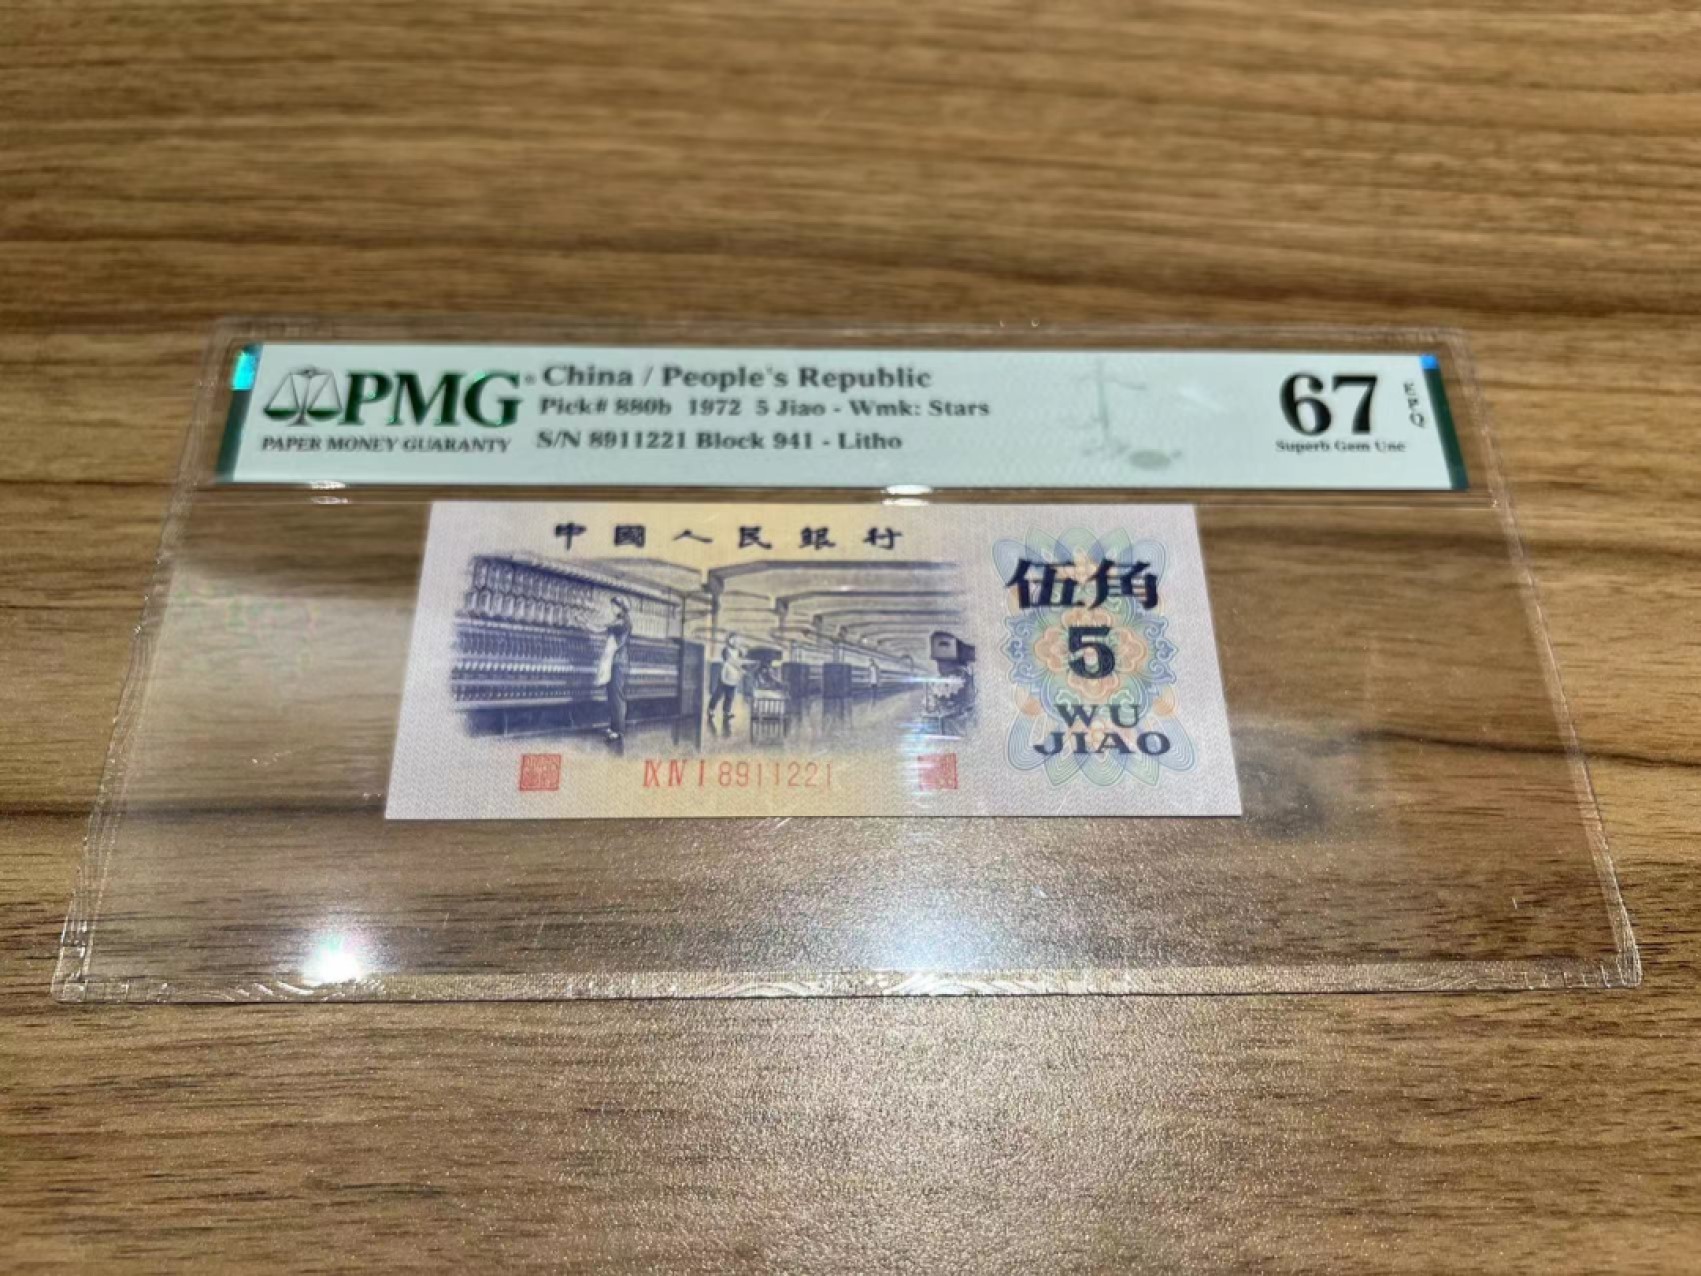 PMG
PAPER MONEY GUARANTY
China / People's Republic
Pick# 880b 1972 5 Jiao - Wmk: Stars
S/N 8911221 Block 941 - Litho
67
EPQ
Superb Gem Unc
中國人民銀行
伍角
5
WU
JIAO
IX IV I 8911221